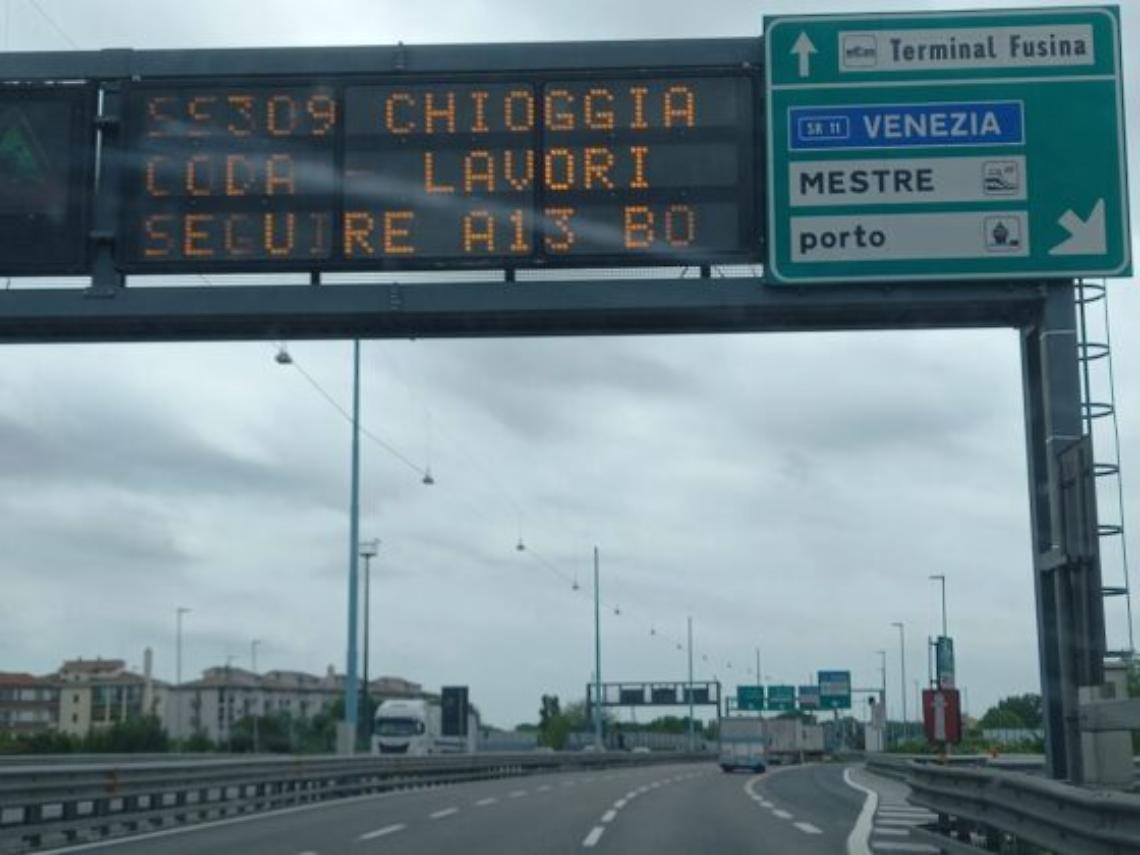 SS309 CHIOGGIA
CODA - LAVORI
SEGUIRE A13 BO
Terminal Fusina
SR 11 VENEZIA
MESTRE
porto